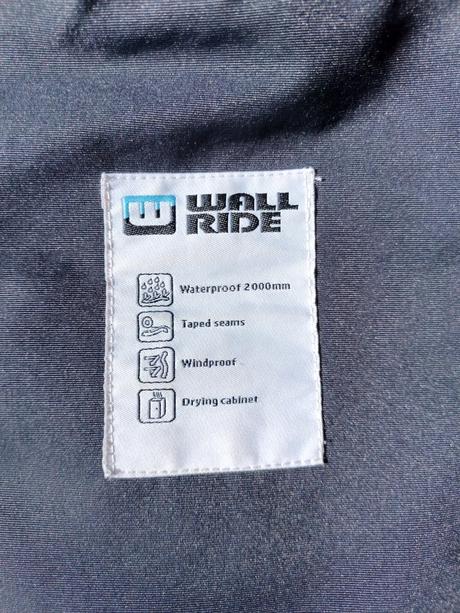 WALL
RIDE
Waterproof 2000mm
Taped seams
Windproof
Drying cabinet